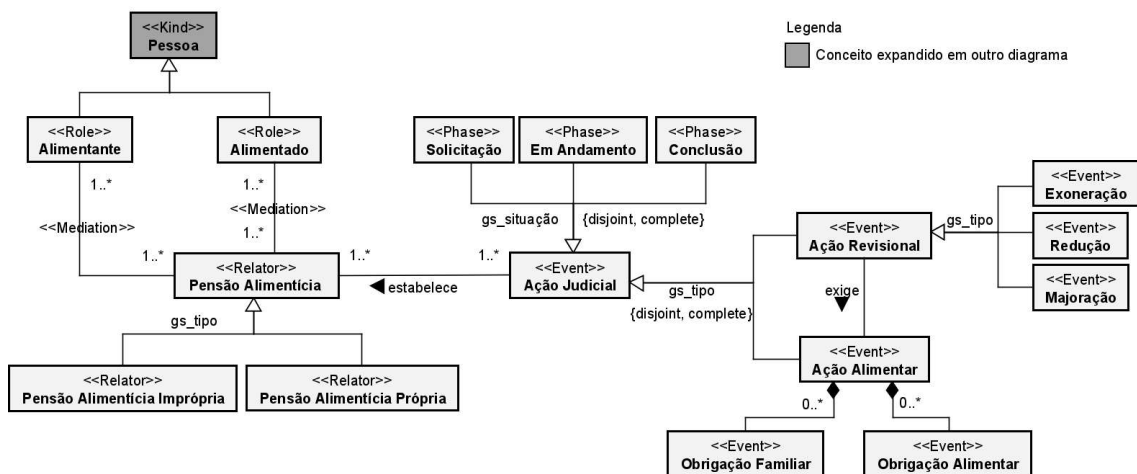 <<Kind>>
Pessoa
Legenda
Conceito expandido em outro diagrama
<<Role>>
Alimentante
<<Role>>
Alimentado
<<Phase>>
Solicitação
<<Phase>>
Em Andamento
<<Phase>>
Conclusão
1..*
1..*
<<Mediation>>
<<Mediation>>
1..*
1..*
gs_situação
{disjoint, complete}
<<Event>>
Exoneração
<<Event>>
Ação Revisional
gs_tipo
<<Event>>
Redução
<<Event>>
Majoração
<<Relator>>
Pensão Alimentícia
1..*
1..*
estabelece
<<Event>>
Ação Judicial
gs_tipo
{disjoint, complete}
exige
gs_tipo
<<Relator>>
Pensão Alimentícia Imprópria
<<Relator>>
Pensão Alimentícia Própria
<<Event>>
Ação Alimentar
0..*
0..*
<<Event>>
Obrigação Familiar
<<Event>>
Obrigação Alimentar